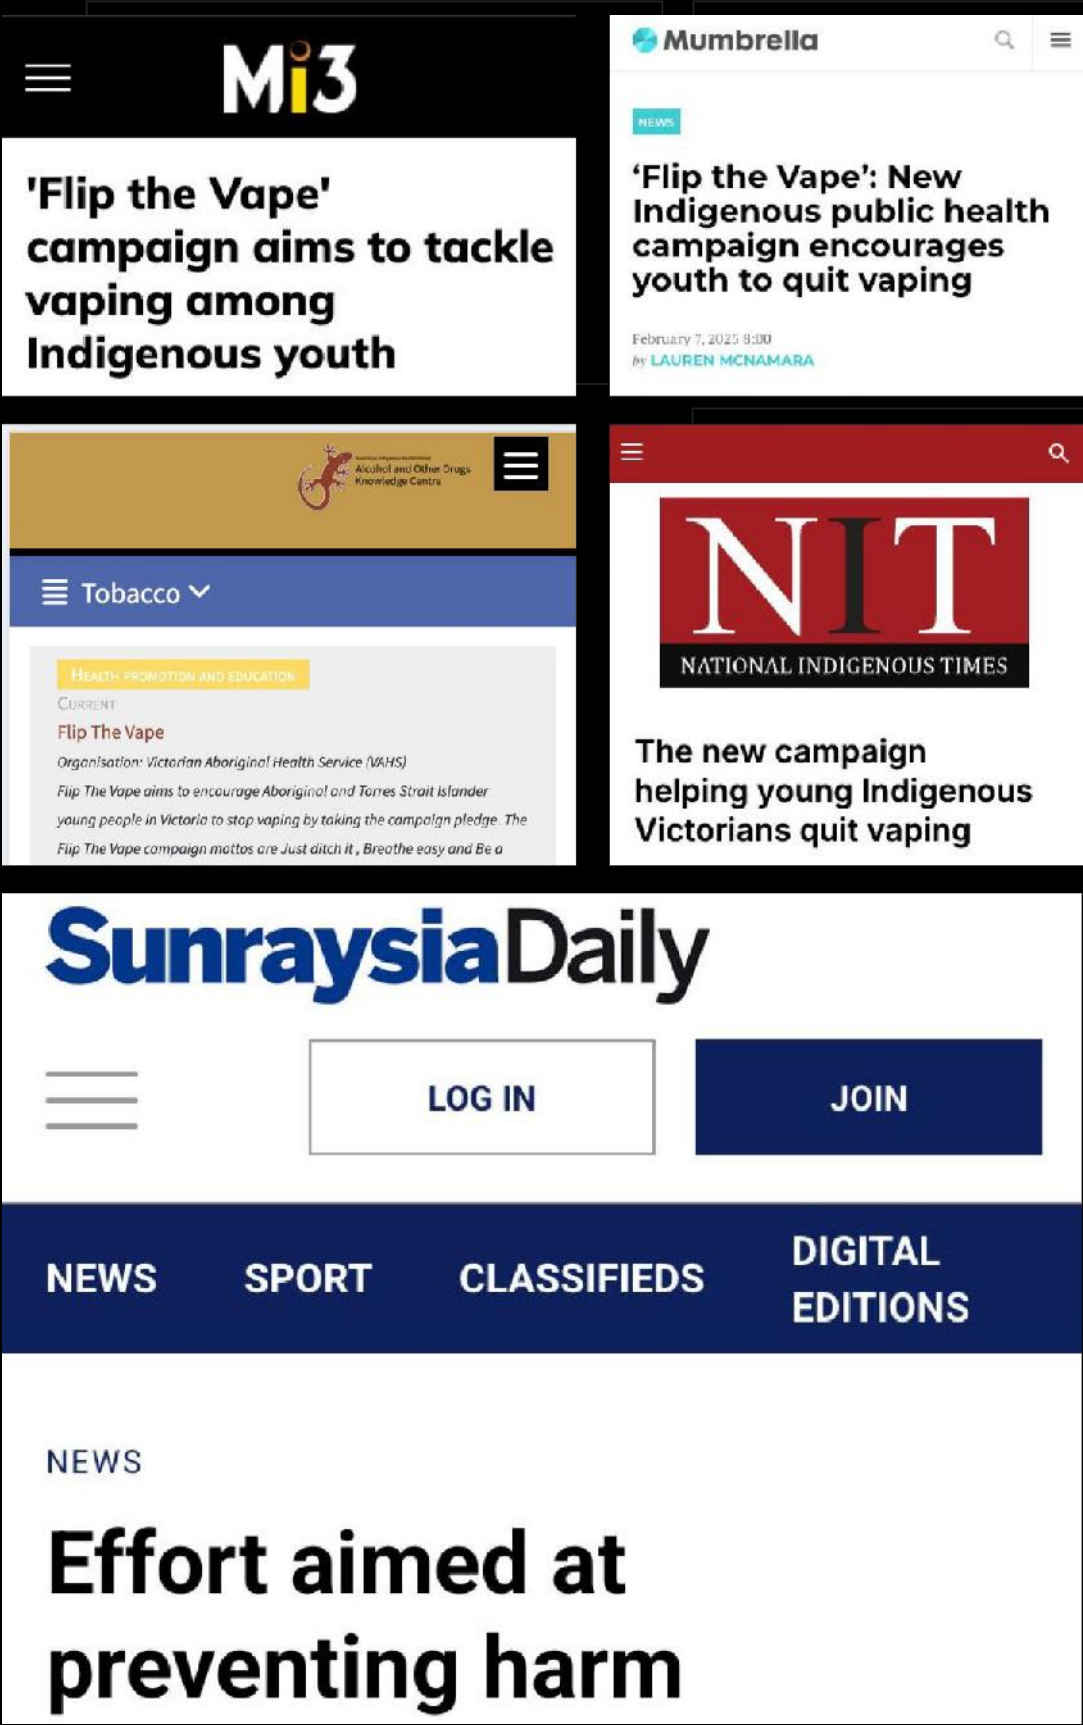 Mi3
'Flip the Vape'
campaign aims to tackle
vaping among
Indigenous youth
Mumbrella
NEWS
‘Flip the Vape’: New
Indigenous public health
campaign encourages
youth to quit vaping
February 7, 2025 8:00
by LAUREN MCNAMARA
Alcohol and Other Drugs
Knowledge Centre
Tobacco
HEALTH PROMOTION AND EDUCATION
CURRENT
Flip The Vape
Organisation: Victorian Aboriginal Health Service (VAHS)
Flip The Vape aims to encourage Aboriginal and Torres Strait Islander
young people in Victoria to stop vaping by taking the campaign pledge. The
Flip The Vape campaign mottos are Just ditch it , Breathe easy and Be a
NIT
NATIONAL INDIGENOUS TIMES
The new campaign
helping young Indigenous
Victorians quit vaping
SunraysiaDaily
LOG IN
JOIN
NEWS
SPORT
CLASSIFIEDS
DIGITAL
EDITIONS
NEWS
Effort aimed at
preventing harm